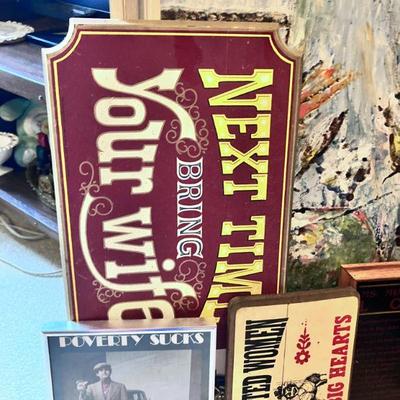 NEXT TIME
BRING
your wife
POVERTY SUCKS
WOMEN
BIG HEARTS